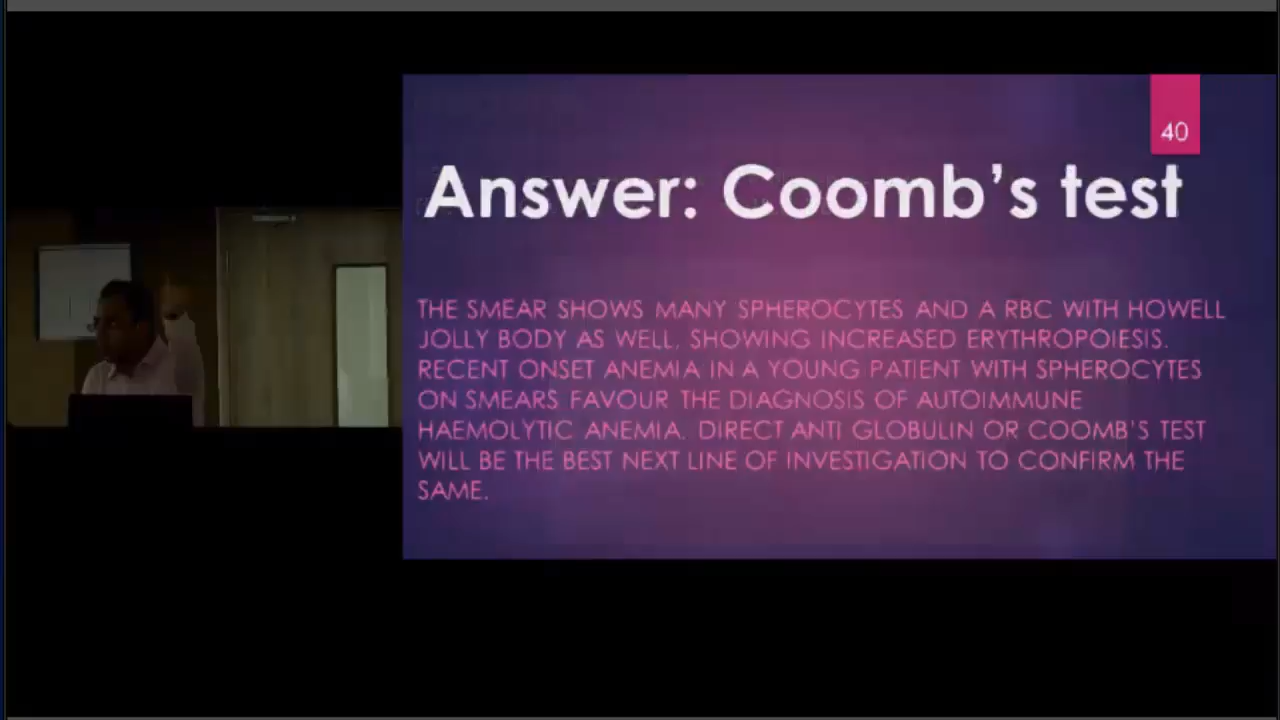 40
Answer: Coomb's test
THE SMEAR SHOWS MANY SPHEROCYTES AND A RBC WITH HOWELL
JOLLY BODY AS WELL, SHOWING INCREASED ERYTHROPOIESIS.
RECENT ONSET ANEMIA IN A YOUNG PATIENT WITH SPHEROCYTES
ON SMEARS FAVOUR THE DIAGNOSIS OF AUTOIMMUNE
HAEMOLYTIC ANEMIA. DIRECT ANTI GLOBULIN OR COOMB'S TEST
WILL BE THE BEST NEXT LINE OF INVESTIGATION TO CONFIRM THE
SAME.